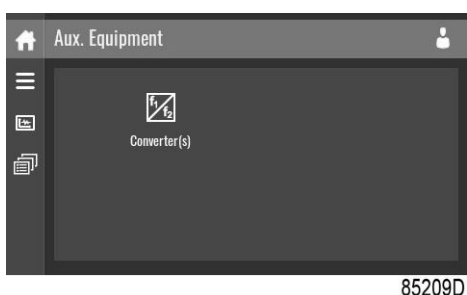 Aux. Equipment
f1/f2
Converter(s)
85209D